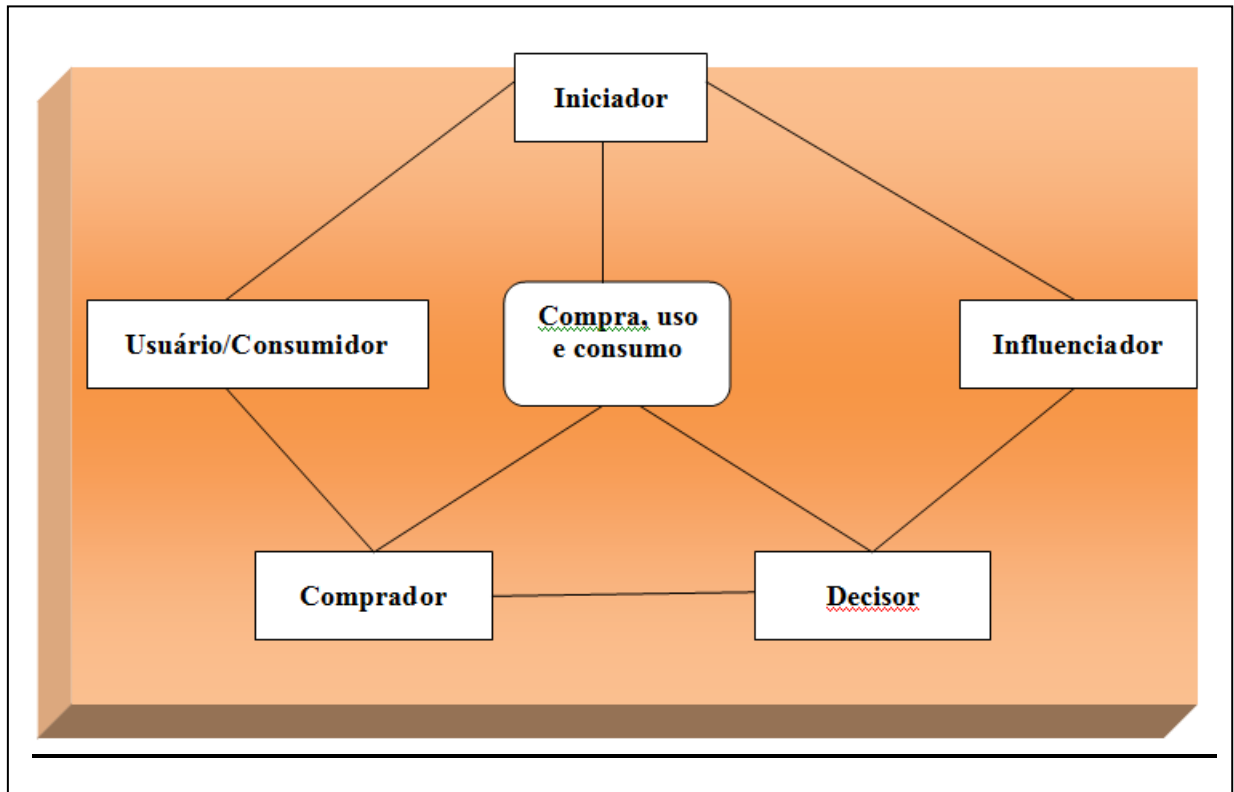 Iniciador
Compra, uso
e consumo
Usuário/Consumidor
Influenciador
Comprador
Decisor